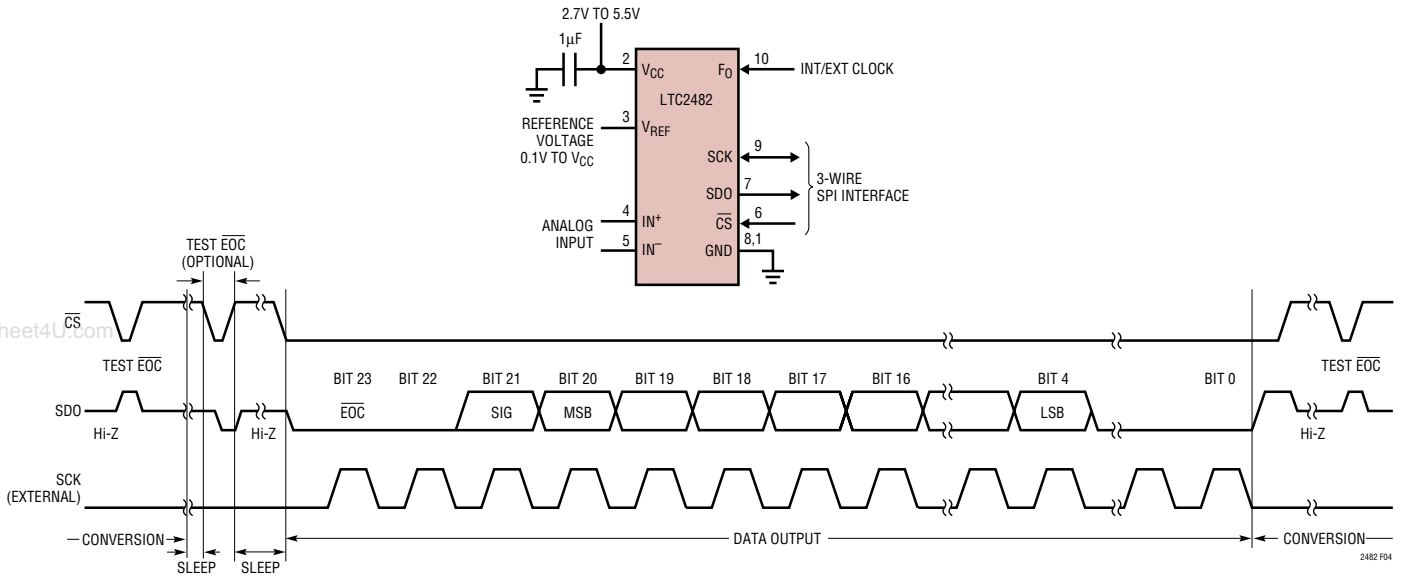 2.7V TO 5.5V
1µF
2
VCC
FO
10
INT/EXT CLOCK
LTC2482
3
VREF
REFERENCE
VOLTAGE
0.1V TO VCC
SCK
9
SDO
7
3-WIRE
SPI INTERFACE
CS
6
4
IN+
ANALOG
INPUT
5
IN–
GND
8,1
TEST EOC
(OPTIONAL)
CS
heet4U.com
TEST EOC
BIT 23
BIT 22
BIT 21
BIT 20
BIT 19
BIT 18
BIT 17
BIT 16
BIT 4
BIT 0
TEST EOC
SDO
EOC
SIG
MSB
LSB
Hi-Z
Hi-Z
Hi-Z
SCK
(EXTERNAL)
CONVERSION
DATA OUTPUT
CONVERSION
SLEEP
SLEEP
2482 F04